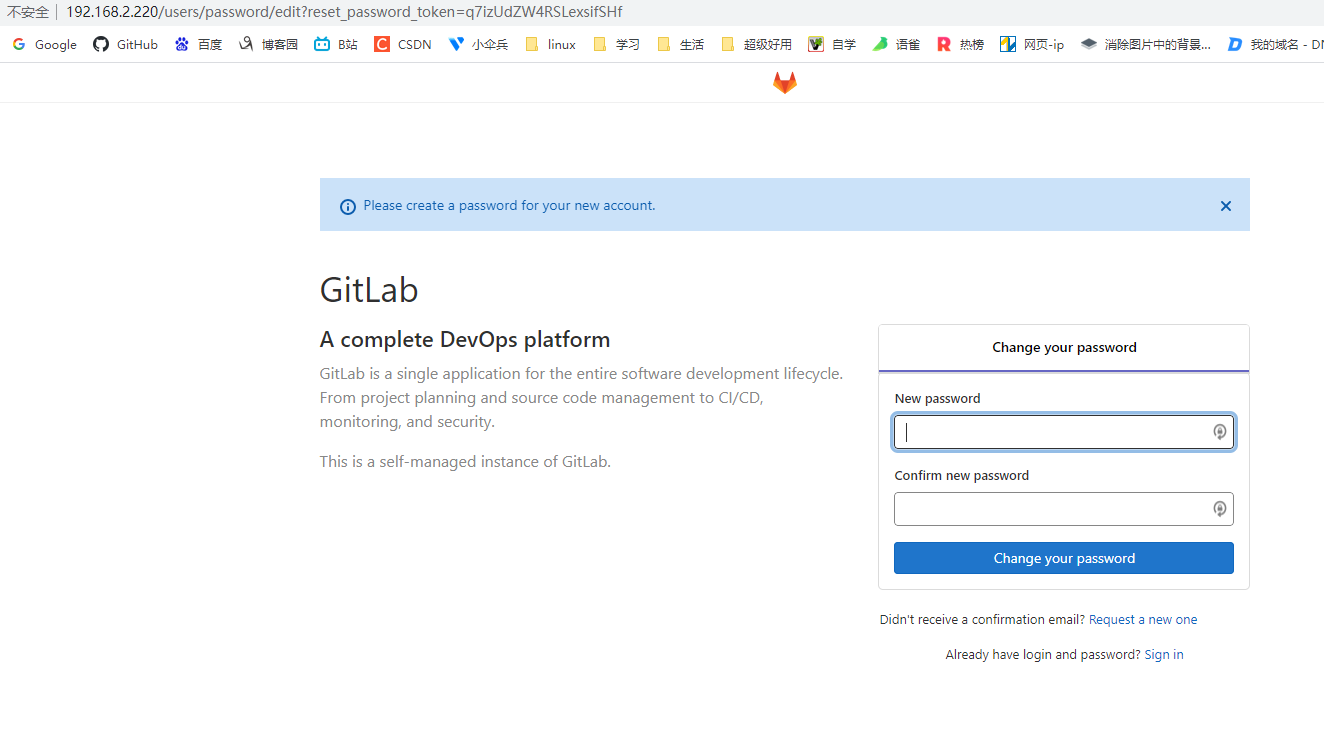 不安全 192.168.2.220/users/password/edit?reset_password_token=q7izUdZW4RSLexsifSHf
Google GitHub 百度 博客园 B站 CSDN 小伞兵 linux 学习 生活 超级好用 自学 语雀 热榜 网页-ip 消除图片中的背景... 我的域名 - DN
Please create a password for your new account.
GitLab
A complete DevOps platform
GitLab is a single application for the entire software development lifecycle.
From project planning and source code management to CI/CD,
monitoring, and security.
This is a self-managed instance of GitLab.
Change your password
New password
Confirm new password
Change your password
Didn't receive a confirmation email? Request a new one
Already have login and password? Sign in